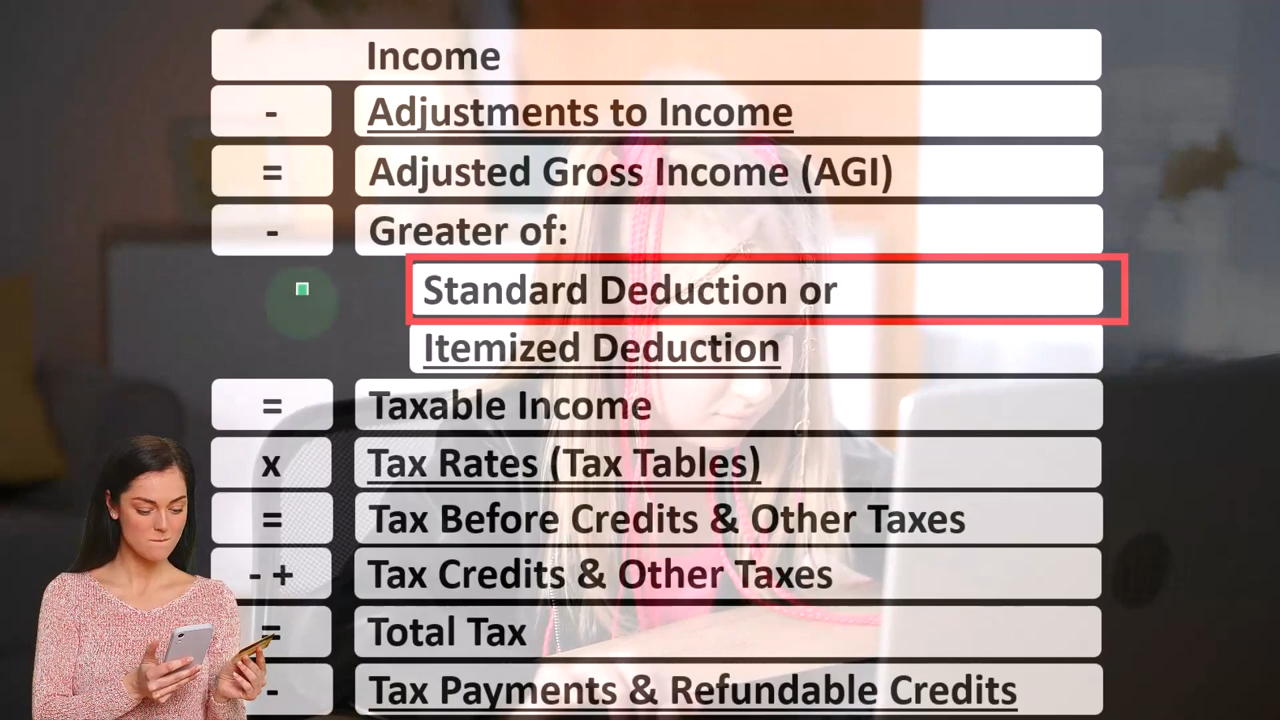 Income
- Adjustments to Income
= Adjusted Gross Income (AGI)
- Greater of:
Standard Deduction or
Itemized Deduction
= Taxable Income
x Tax Rates (Tax Tables)
= Tax Before Credits & Other Taxes
- + Tax Credits & Other Taxes
= Total Tax
- Tax Payments & Refundable Credits